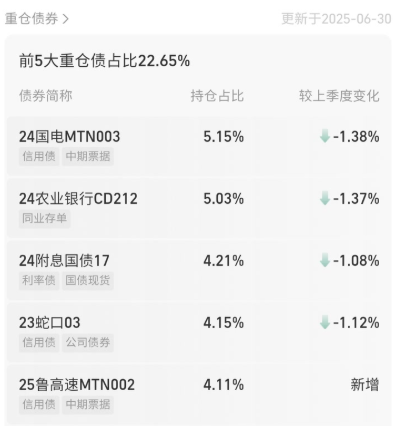 重仓债券 >
更新于2025-06-30
前5大重仓债占比22.65%
债券简称 持仓占比 较上季度变化
24国电MTN003 5.15% -1.38%
信用债 中期票据
24农业银行CD212 5.03% -1.37%
同业存单
24附息国债17 4.21% -1.08%
利率债 国债现货
23蛇口03 4.15% -1.12%
信用债 公司债券
25鲁高速MTN002 4.11% 新增
信用债 中期票据